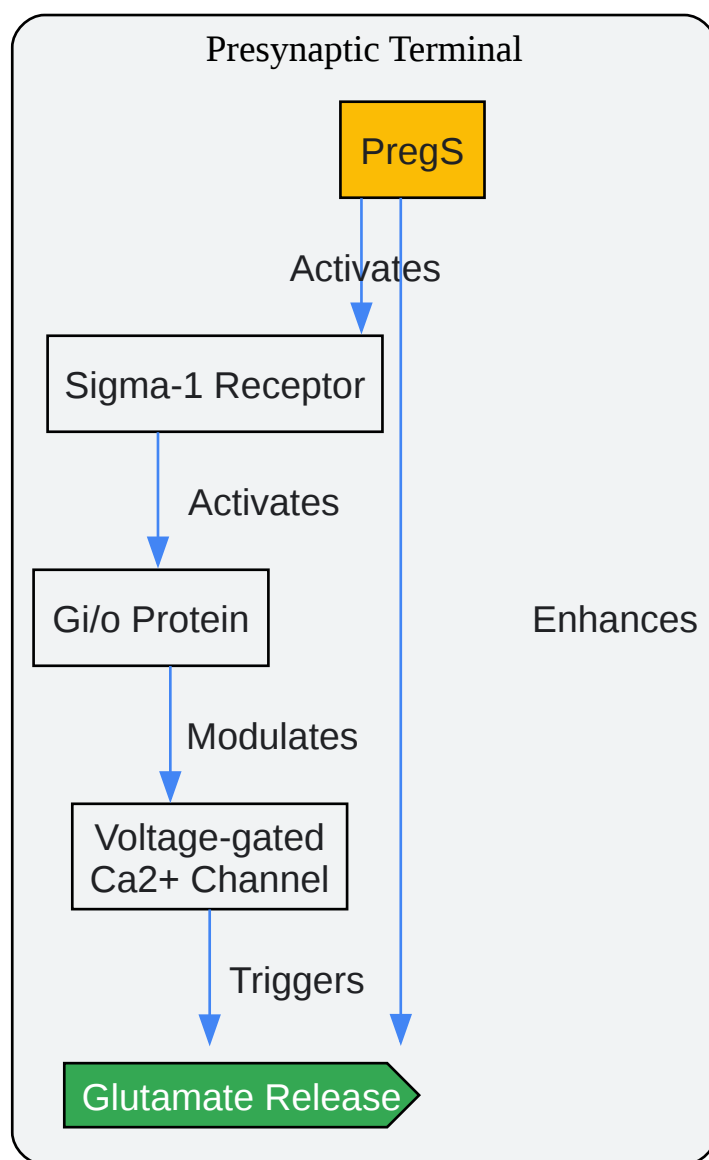 Presynaptic Terminal
PregS
Activates
Sigma-1 Receptor
Activates
Gi/o Protein
Enhances
Modulates
Voltage-gated
Ca2+ Channel
Triggers
Glutamate Release